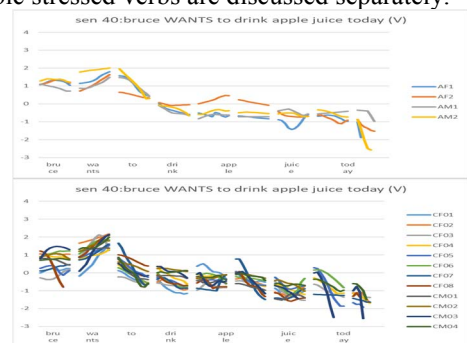 ple stressed verbs are discussed separately.
sen 40:bruce WANTS to drink apple juice today (V)
4
3
2
1
0
-1
-2
-3
bru ce
wa nts
to
dri nk
app le
juic e
tod ay
AF1
AF2
AM1
AM2
sen 40:bruce WANTS to drink apple juice today (V)
4
3
2
1
0
-1
-2
-3
bru ce
wa nts
to
dri nk
app le
juic e
tod ay
CF01
CF02
CF03
CF04
CF05
CF06
CF07
CF08
CM01
CM02
CM03
CM04